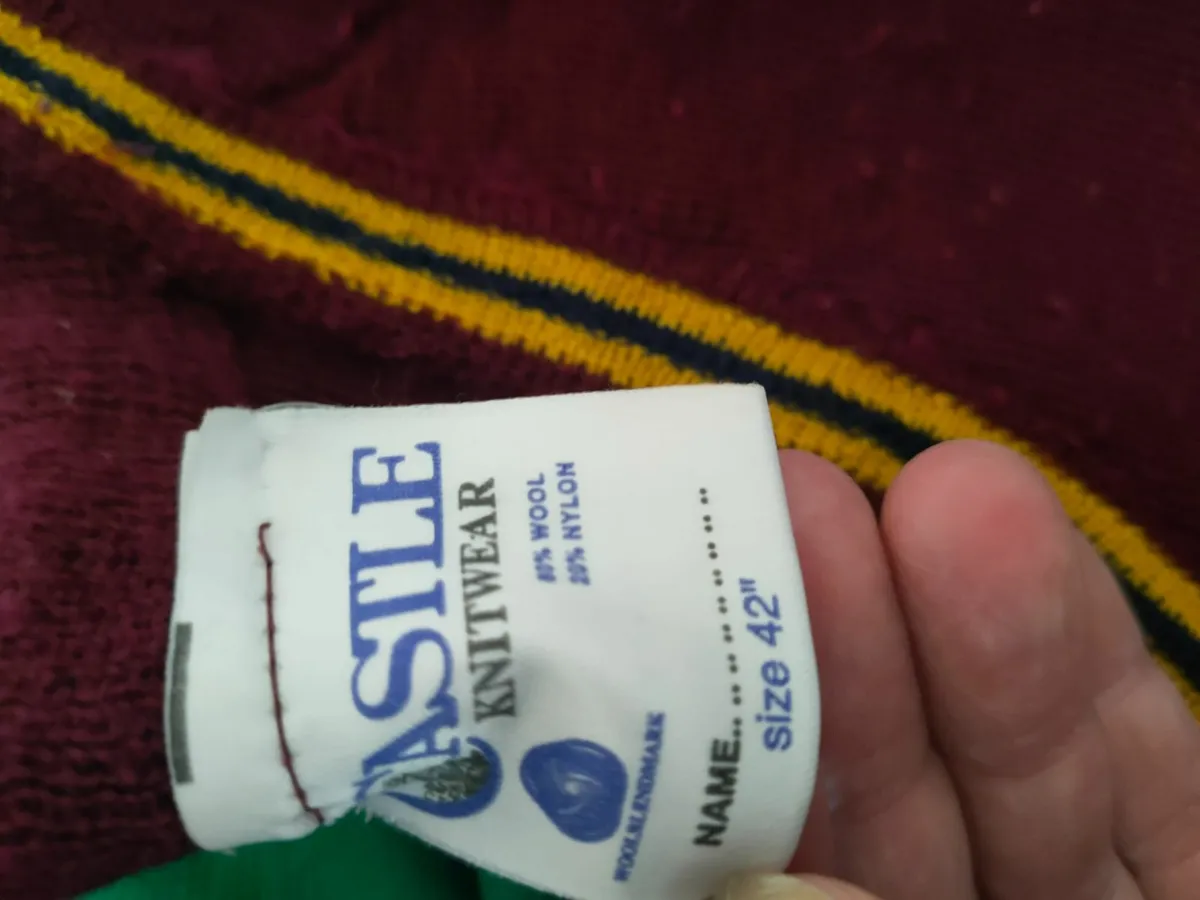 CASTLE
KNITWEAR
80% WOOL
20% NYLON
WOOLBLENDMARK
NAME.. .. .. .. .. .. .. .. ..
Size 42"